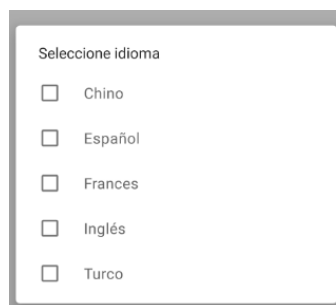 Seleccione idioma
Chino
Español
Frances
Inglés
Turco